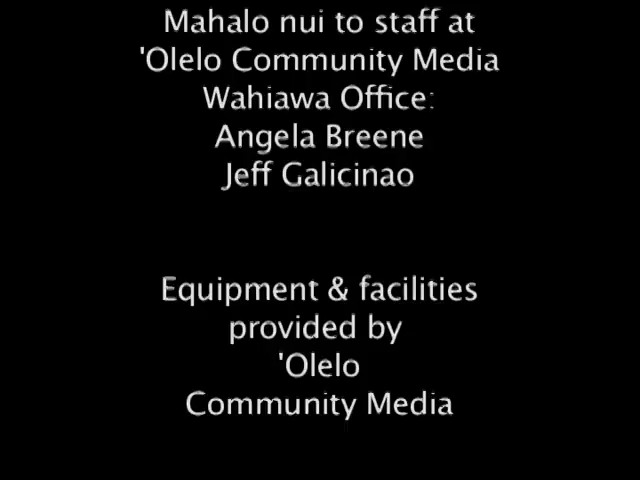 Mahalo nui to staff at
'Olelo Community Media
Wahiawa Office:
Angela Breene
Jeff Galicinao
Equipment & facilities
provided by
'Olelo
Community Media